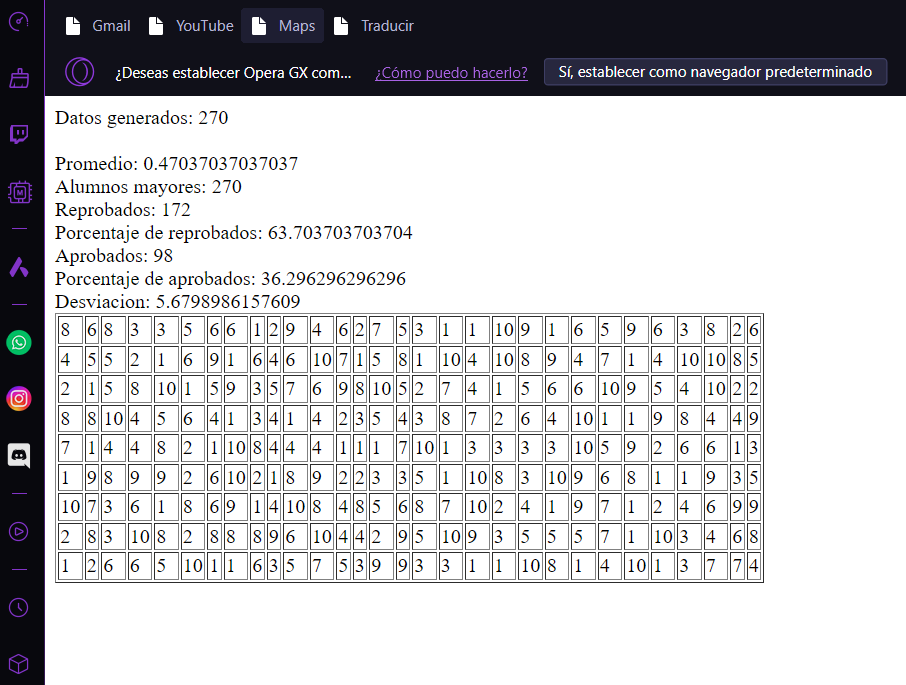 Gmail YouTube Maps Traducir
¿Deseas establecer Opera GX com... ¿Cómo puedo hacerlo? Sí, establecer como navegador predeterminado
Datos generados: 270
Promedio: 0.47037037037037
Alumnos mayores: 270
Reprobados: 172
Porcentaje de reprobados: 63.703703703704
Aprobados: 98
Porcentaje de aprobados: 36.296296296296
Desviacion: 5.6798986157609
8 6 8 3 3 5 6 6 1 2 9 4 6 2 7 5 3 1 1 10 9 1 6 5 9 6 3 8 2 6
4 5 5 2 1 6 9 1 6 4 6 10 7 1 5 8 1 10 4 10 8 9 4 7 1 4 10 10 8 5
2 1 5 8 10 1 5 9 3 5 7 6 9 8 10 5 2 7 4 1 5 6 6 10 9 5 4 10 2 2
8 8 10 4 5 6 4 1 3 4 1 4 2 3 5 4 3 8 7 2 6 4 10 1 1 9 8 4 4 9
7 1 4 4 8 2 1 10 8 4 4 4 1 1 1 7 10 1 3 3 3 3 10 5 9 2 6 6 1 3
1 9 8 9 9 2 6 10 2 1 8 9 2 2 3 3 5 1 10 8 3 10 9 6 8 1 1 9 3 5
10 7 3 6 1 8 6 9 1 4 10 8 4 8 5 6 8 7 10 2 4 1 9 7 1 2 4 6 9 9
2 8 3 10 8 2 8 8 8 9 6 10 4 4 2 9 5 10 9 3 5 5 5 7 1 10 3 4 6 8
1 2 6 6 5 10 1 1 6 3 5 7 5 3 9 9 3 3 1 1 10 8 1 4 10 1 3 7 7 4